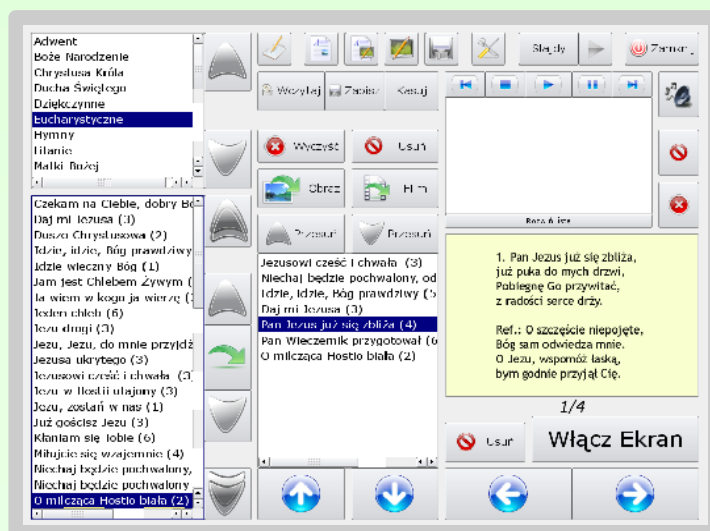 Adwent
Boże Narodzenie
Chrystusa Króla
Ducha Świętego
Dziękczynne
Eucharystyczne
Hymny
Litanie
Matki Bożej
Slajdy
Zamknij
Wczytaj
Zapisz
Kasuj
Wyczyść
Usuń
Obraz
Film
Przesuń
Przesuń
Czekam na Ciebie, dobry Bo
Daj mi Jezusa (3)
Duszo Chrystusowa (2)
Idzie, idzie, Bóg prawdziwy
Idzie wieczny Bóg (1)
Jam jest Chlebem Żywym (
Ja wiem w kogo ja wierzę (
Jeden chleb (6)
Jezu drogi (3)
Jezu, Jezu, do mnie przyjdź
Jezusa ukrytego (3)
Jezusowi cześć i chwała (3)
Jezu w Hostii utajony (3)
Jezu, zostań w nas (1)
Już gościsz Jezu (3)
Kłaniam się Tobie (6)
Miłujcie się wzajemnie (4)
Niechaj będzie pochwalony,
Niechaj będzie pochwalony
O milcząca Hostio biała (2)
Jezusowi cześć i chwała (3)
Niechaj będzie pochwalony, od
Idzie, idzie, Bóg prawdziwy (5
Daj mi Jezusa (3)
Pan Jezus już się zbliża (4)
Pan Wieczernik przygotował (6
O milcząca Hostio biała (2)
1. Pan Jezus już się zbliża,
już puka do mych drzwi,
Pobiegnę Go przywitać,
z radości serce drży.
Ref.: O szczęście niepojęte,
Bóg sam odwiedza mnie.
O Jezu, wspomóż łaską,
bym godnie przyjął Cię.
1/4
Usuń
Włącz Ekran